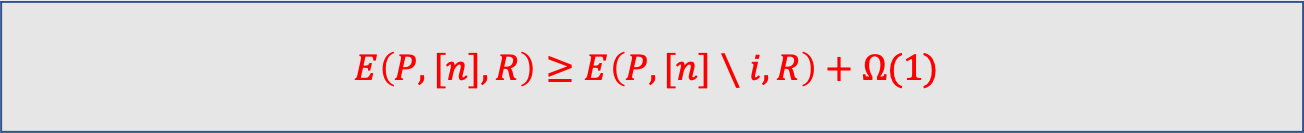 E(P, [n], R) ≥ E(P, [n] \ i, R) + Ω(1)